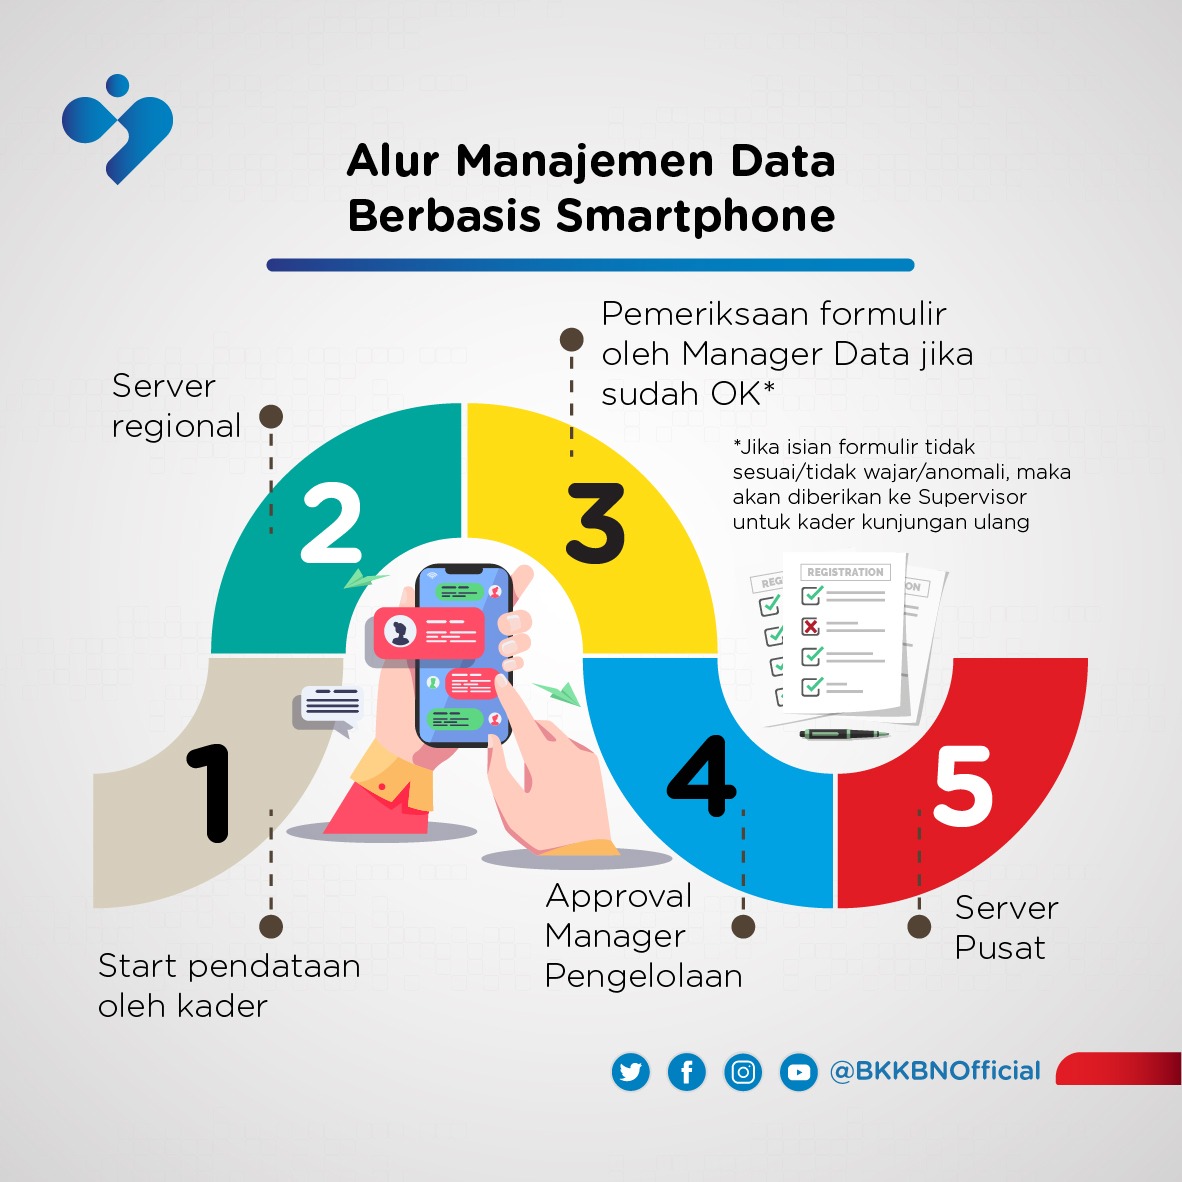 Alur Manajemen Data
Berbasis Smartphone
Pemeriksaan formulir
oleh Manager Data jika
sudah OK*
Server
regional
*Jika isian formulir tidak
sesuai/tidak wajar/anomali, maka
akan diberikan ke Supervisor
untuk kader kunjungan ulang
2
3
REG
REGISTRATION
ON
1
4
5
Approval
Manager
Pengelolaan
Server
Pusat
Start pendataan
oleh kader
@BKKBNOfficial